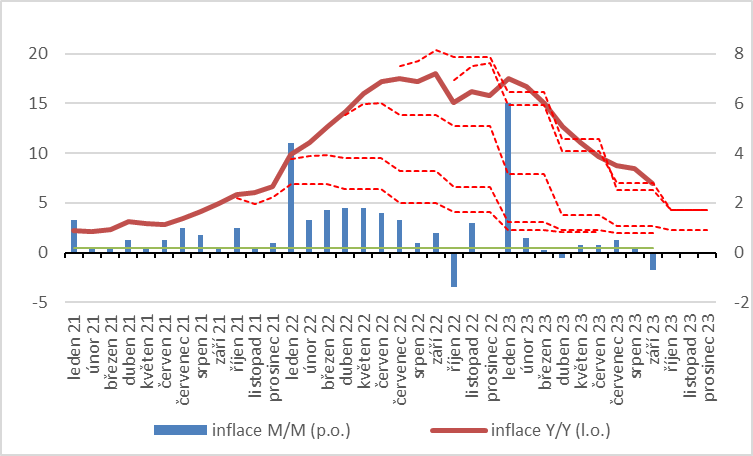 20
15
10
5
0
-5
8
6
4
2
0
-2
leden 21
únor 21
březen 21
duben 21
květen 21
červen 21
červenec 21
srpen 21
září 21
říjen 21
listopad 21
prosinec 21
leden 22
únor 22
březen 22
duben 22
květen 22
červen 22
červenec 22
srpen 22
září 22
říjen 22
listopad 22
prosinec 22
leden 23
únor 23
březen 23
duben 23
květen 23
červen 23
červenec 23
srpen 23
září 23
říjen 23
listopad 23
prosinec 23
inflace M/M (p.o.)
inflace Y/Y (l.o.)